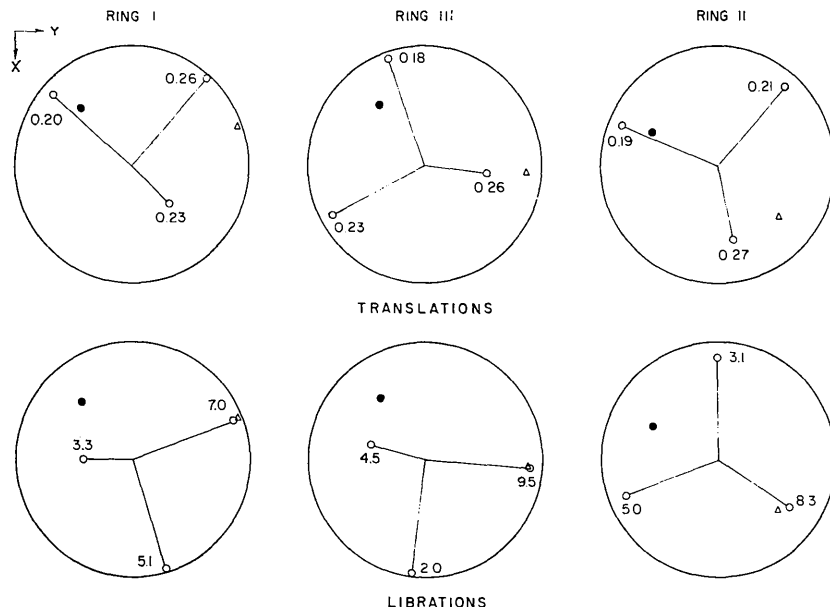 RING I
RING III'
RING II
Y
X
0.26
0.20
0.23
0.18
0.26
0.23
0.21
0.19
0.27
TRANSLATIONS
7.0
3.3
5.1
4.5
9.5
2.0
3.1
5.0
8.3
LIBRATIONS